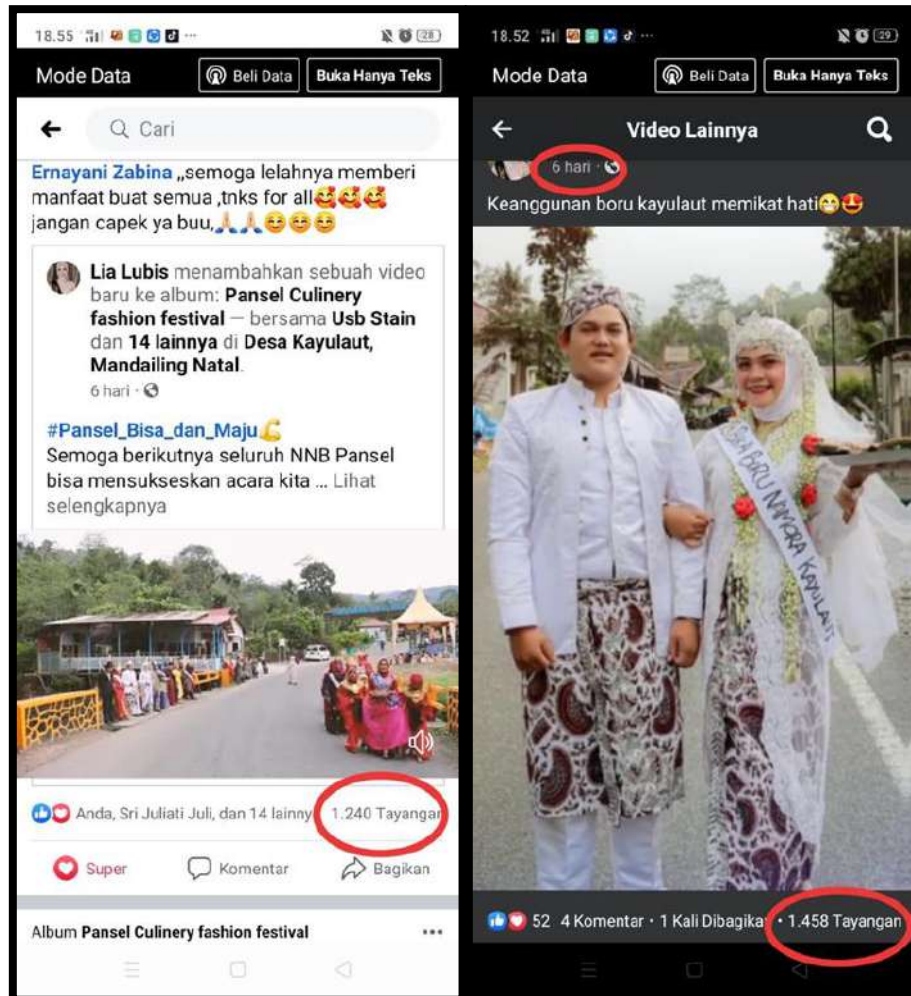 18.55
28
Mode Data
Beli Data
Buka Hanya Teks
Cari
Ernayani Zabina ,,semoga lelahnya memberi
manfaat buat semua ,tnks for all🥰🥰🥰
jangan capek ya buu,🙏🙏😊😊😊
Lia Lubis menambahkan sebuah video
baru ke album: Pansel Culinery
fashion festival — bersama Usb Stain
dan 14 lainnya di Desa Kayulaut,
Mandailing Natal.
6 hari ·
#Pansel_Bisa_dan_Maju💪
Semoga berikutnya seluruh NNB Pansel
bisa mensukseskan acara kita ... Lihat
selengkapnya
Anda, Sri Juliati Juli, dan 14 lainny
1.240 Tayangan
Super
Komentar
Bagikan
Album Pansel Culinery fashion festival
18.52
29
Mode Data
Beli Data
Buka Hanya Teks
Video Lainnya
6 hari ·
Keanggunan boru kayulaut memikat hati😁🤩
NAMORA KAYULAUT
52 4 Komentar · 1 Kali Dibagika · 1.458 Tayangan